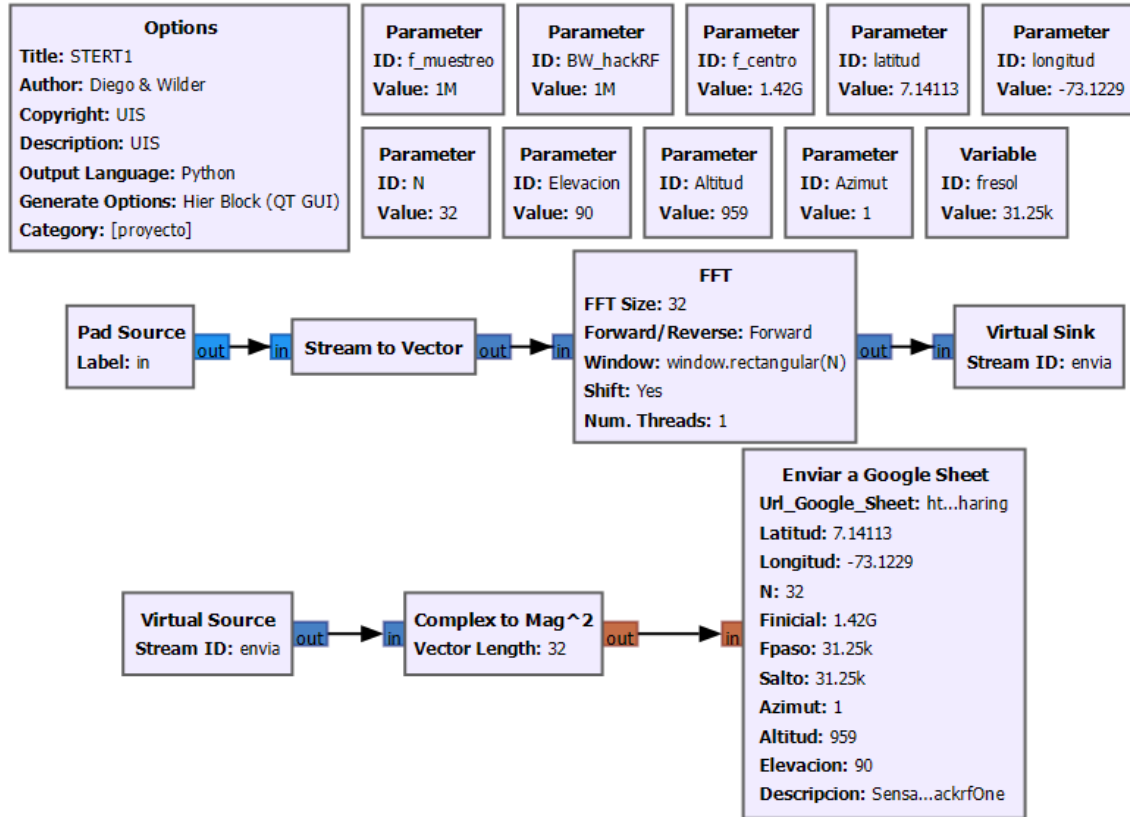 Options
Title: STERT1
Author: Diego & Wilder
Copyright: UIS
Description: UIS
Output Language: Python
Generate Options: Hier Block (QT GUI)
Category: [proyecto]
Parameter
ID: f_muestreo
Value: 1M
Parameter
ID: BW_hackRF
Value: 1M
Parameter
ID: f_centro
Value: 1.42G
Parameter
ID: latitud
Value: 7.14113
Parameter
ID: longitud
Value: -73.1229
Parameter
ID: N
Value: 32
Parameter
ID: Elevacion
Value: 90
Parameter
ID: Altitud
Value: 959
Parameter
ID: Azimut
Value: 1
Variable
ID: fresol
Value: 31.25k
Pad Source
Label: in
out
in
Stream to Vector
out
in
FFT
FFT Size: 32
Forward/Reverse: Forward
Window: window.rectangular(N)
Shift: Yes
Num. Threads: 1
out
in
Virtual Sink
Stream ID: envia
Virtual Source
Stream ID: envia
out
in
Complex to Mag^2
Vector Length: 32
out
in
Enviar a Google Sheet
Url_Google_Sheet: ht...haring
Latitud: 7.14113
Longitud: -73.1229
N: 32
Finicial: 1.42G
Fpaso: 31.25k
Salto: 31.25k
Azimut: 1
Altitud: 959
Elevacion: 90
Descripcion: Sensa...ackrfOne